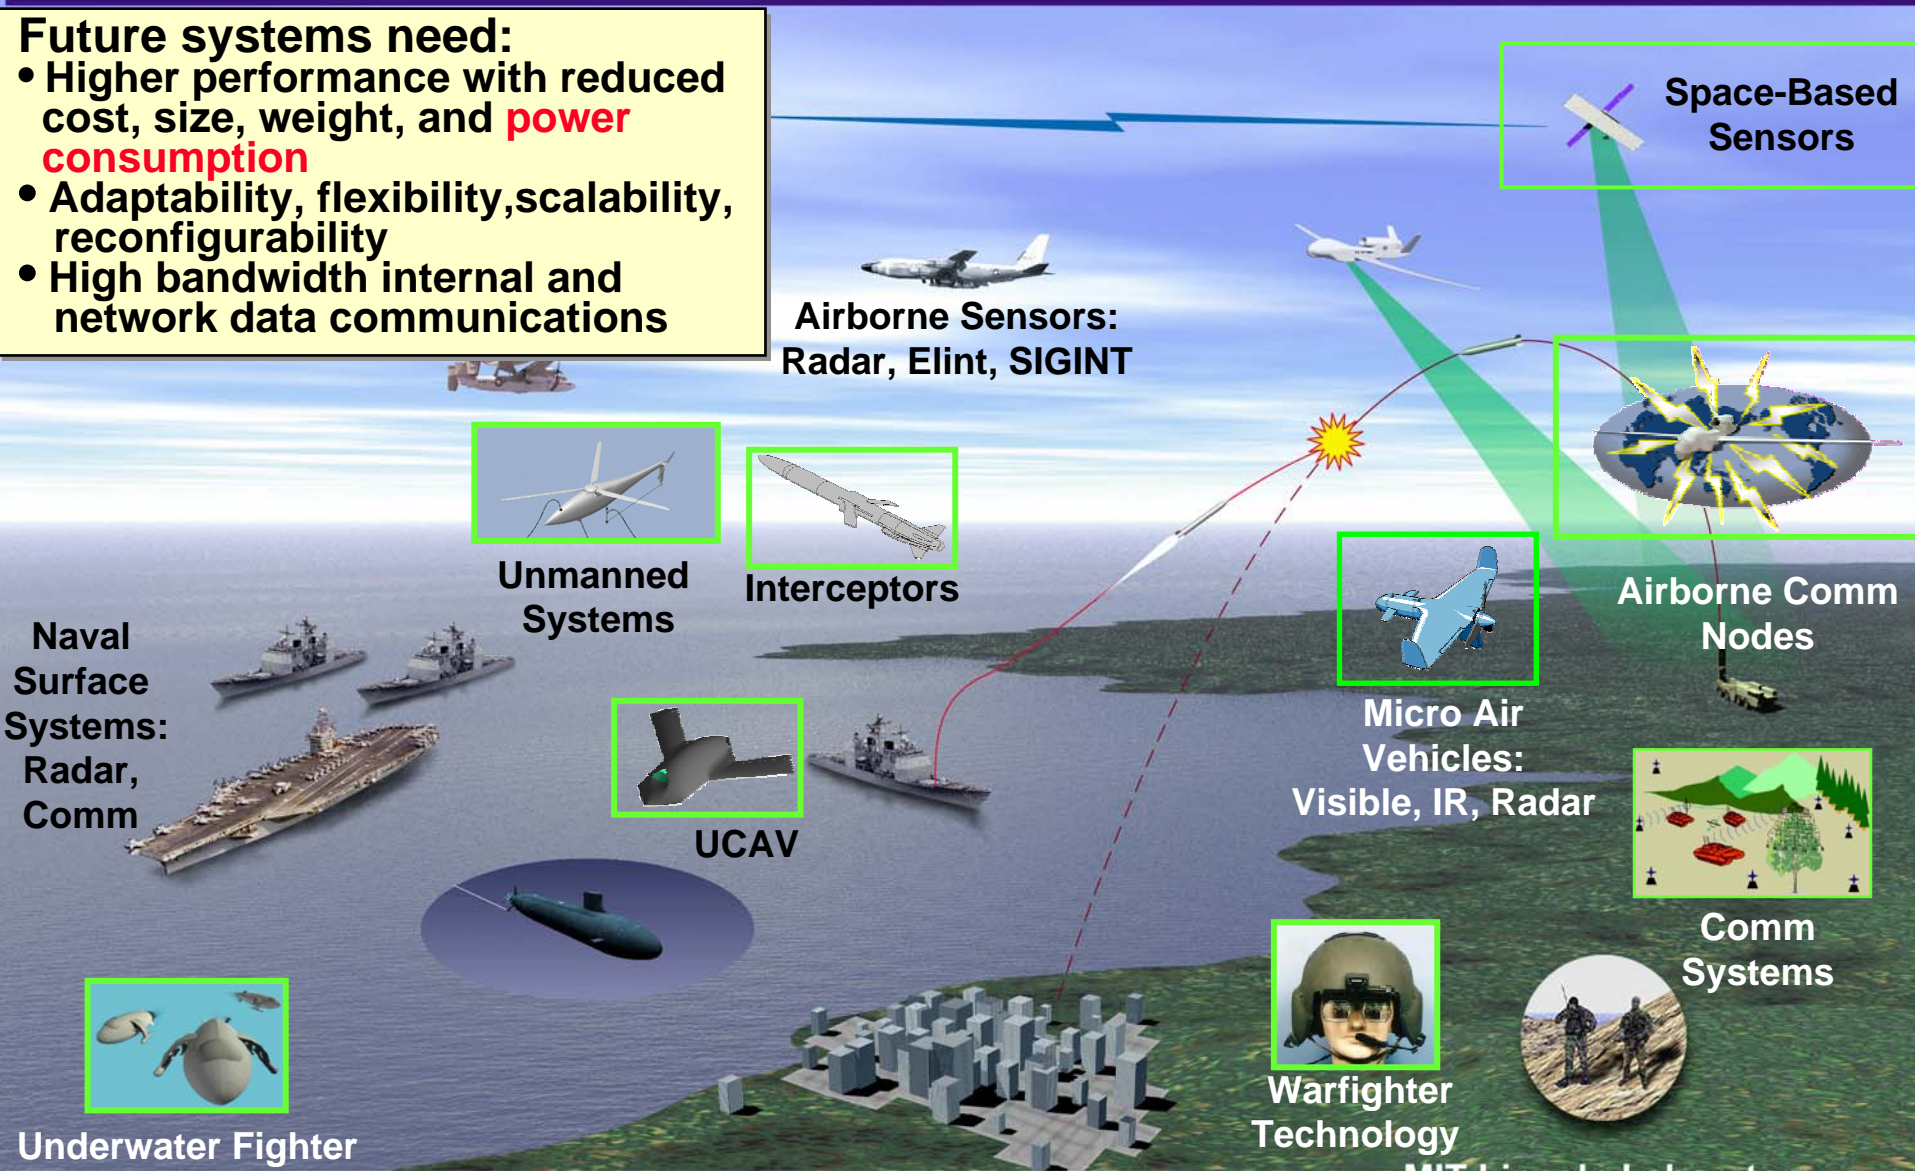 Future systems need:
• Higher performance with reduced
cost, size, weight, and power
consumption
• Adaptability, flexibility,scalability,
reconfigurability
• High bandwidth internal and
network data communications
Space-Based
Sensors
Airborne Sensors:
Radar, Elint, SIGINT
Unmanned
Systems
Interceptors
Airborne Comm
Nodes
Naval
Surface
Systems:
Radar,
Comm
Micro Air
Vehicles:
Visible, IR, Radar
UCAV
Comm
Systems
Warfighter
Technology
Underwater Fighter